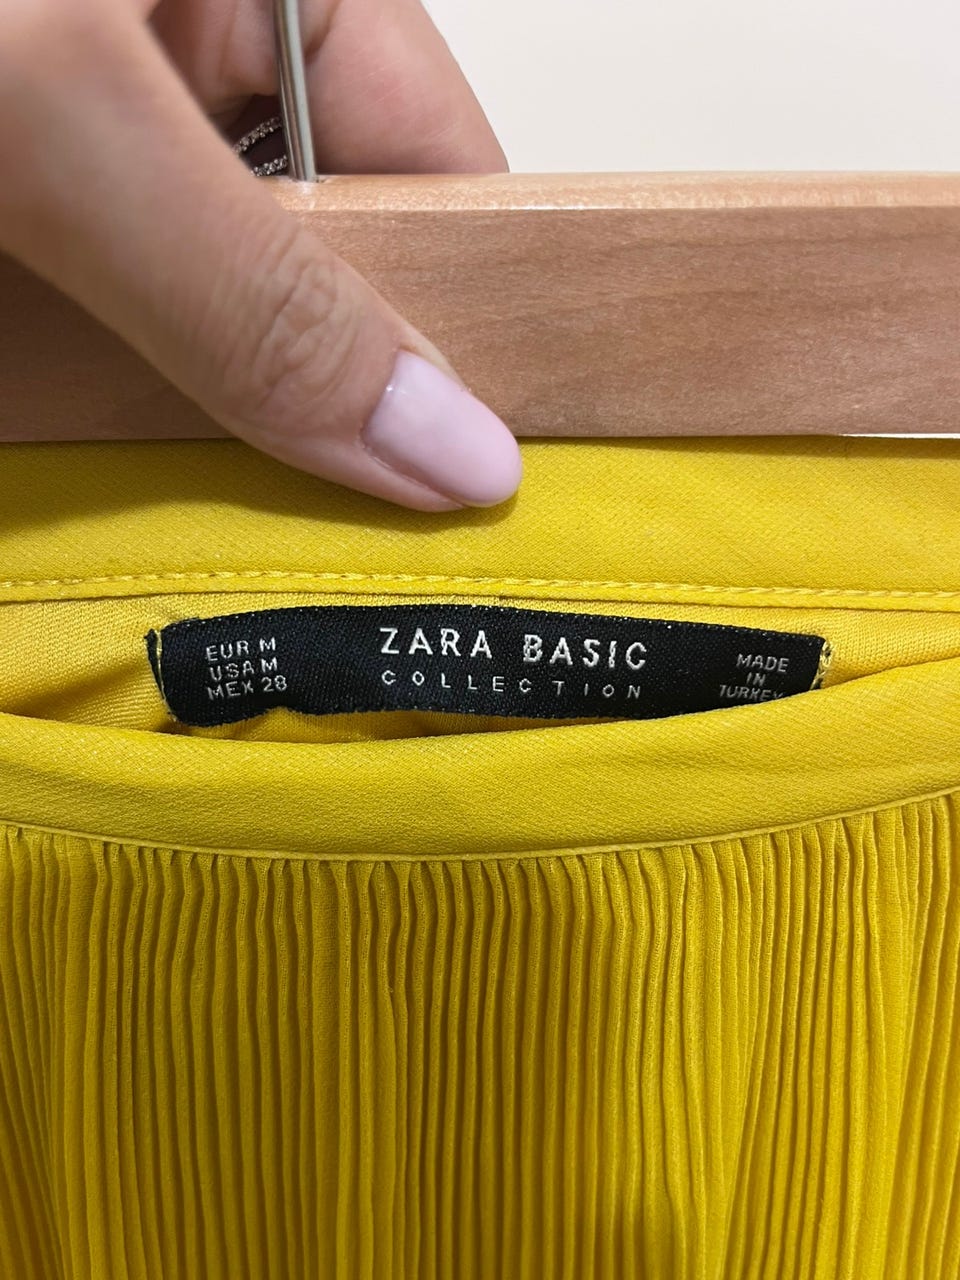 EUR M
USA M
MEX 28
ZARA BASIC
COLLECTION
MADE
IN
TURKEY